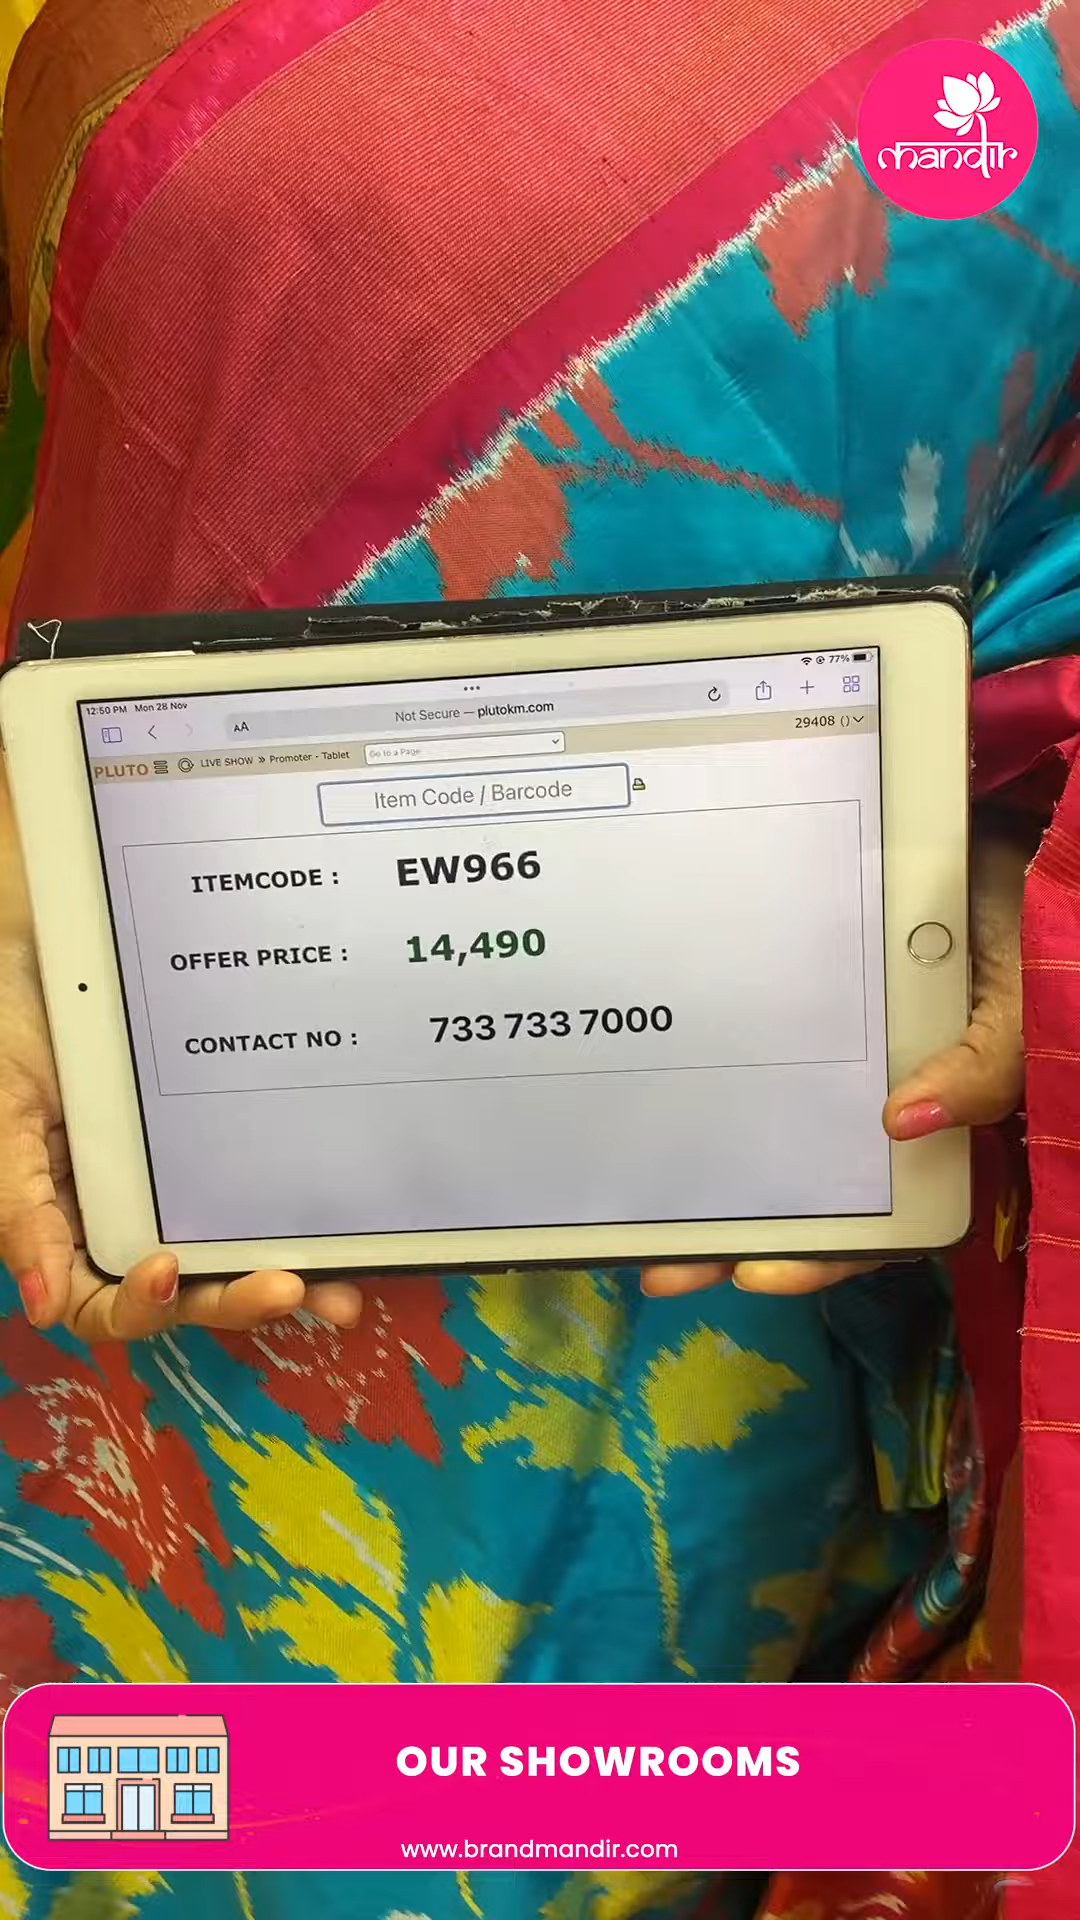 mandir
12:50 PM Mon 28 Nov
77%
AA
Not Secure — plutokm.com
PLUTO
LIVE SHOW » Promoter - Tablet
Go to a Page
29408 ()
Item Code / Barcode
ITEMCODE : EW966
OFFER PRICE : 14,490
CONTACT NO : 733 733 7000
OUR SHOWROOMS
www.brandmandir.com